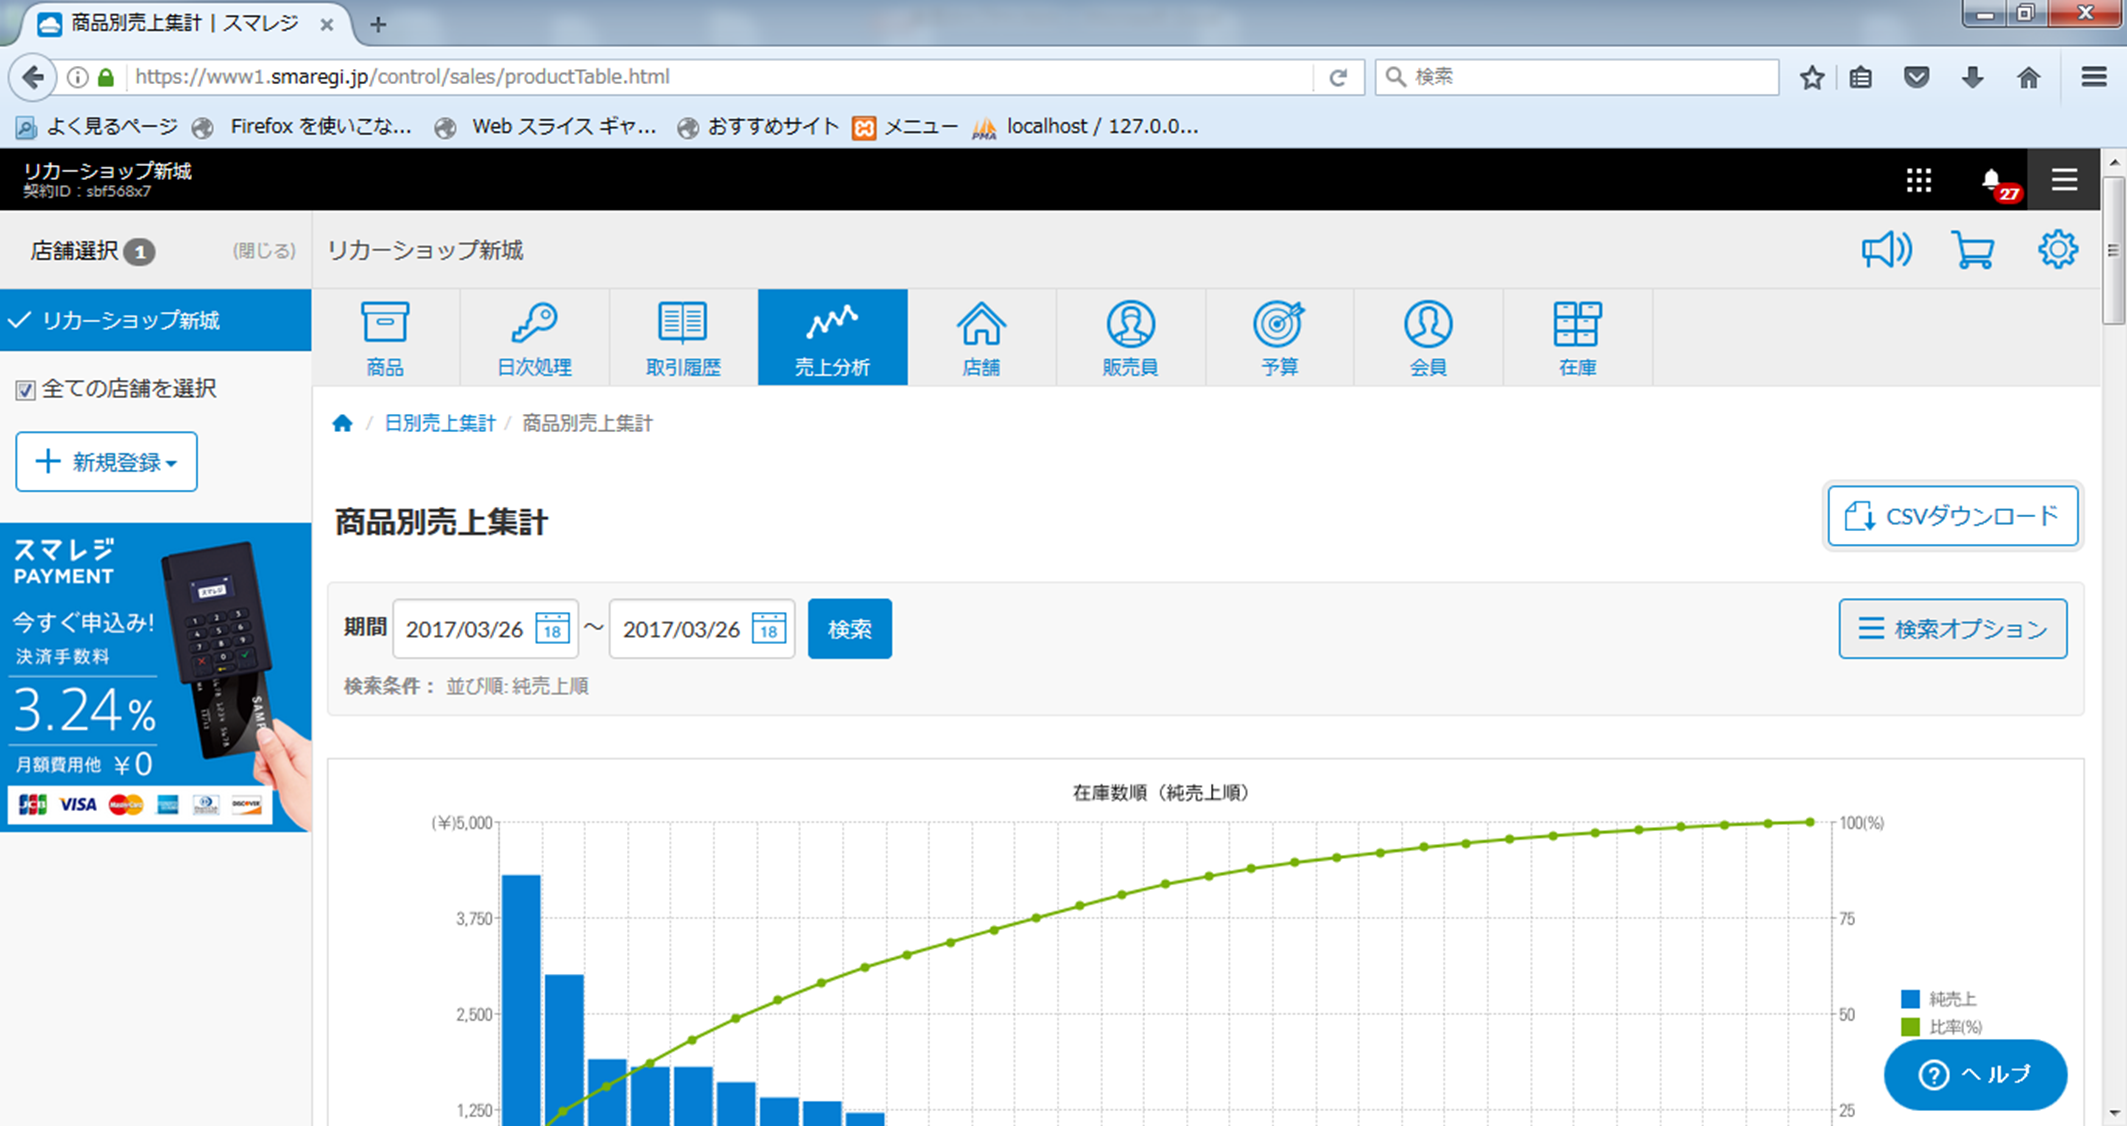 商品別売上集計 | スマレジ
https://www1.smaregi.jp/control/sales/productTable.html
検索
よく見るページ
Firefox を使いこな...
Web スライス ギャ...
おすすめサイト
メニュー
localhost / 127.0.0...
リカーショップ新城
契約ID：sbf568x7
27
店舗選択 1
(閉じる)
リカーショップ新城
リカーショップ新城
全ての店舗を選択
新規登録
商品
日次処理
取引履歴
売上分析
店舗
販売員
予算
会員
在庫
日別売上集計 / 商品別売上集計
商品別売上集計
CSVダウンロード
期間 2017/03/26 18 ～ 2017/03/26 18 検索
検索オプション
検索条件： 並び順: 純売上順
スマレジ
PAYMENT
今すぐ申込み!
決済手数料
3.24%
月額費用他 ￥0
JCB VISA MasterCard DISCOVER
在庫数順（純売上順）
(¥)5,000
3,750
2,500
1,250
100(%)
75
50
25
純売上
比率(%)
ヘルプ